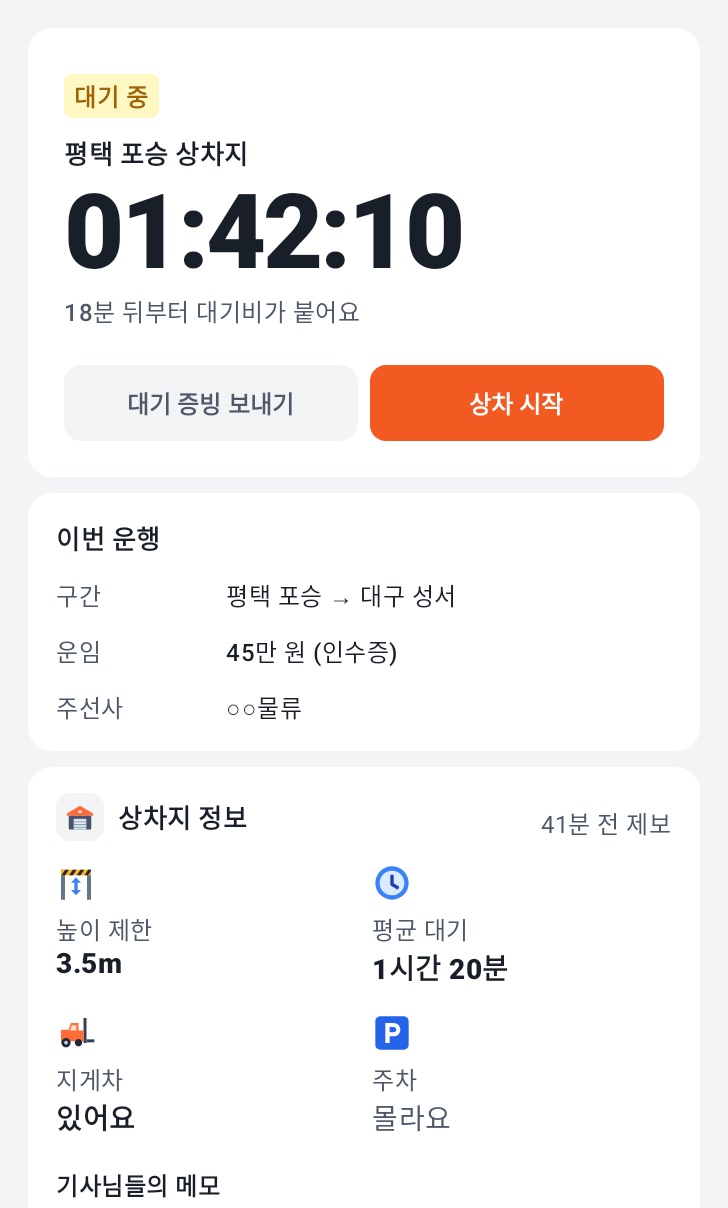 대기 중
평택 포승 상차지
01:42:10
18분 뒤부터 대기비가 붙어요
대기 증빙 보내기
상차 시작
이번 운행
구간
평택 포승 → 대구 성서
운임
45만 원 (인수증)
주선사
○○물류
상차지 정보
41분 전 제보
높이 제한
3.5m
평균 대기
1시간 20분
지게차
있어요
P
주차
몰라요
기사님들의 메모